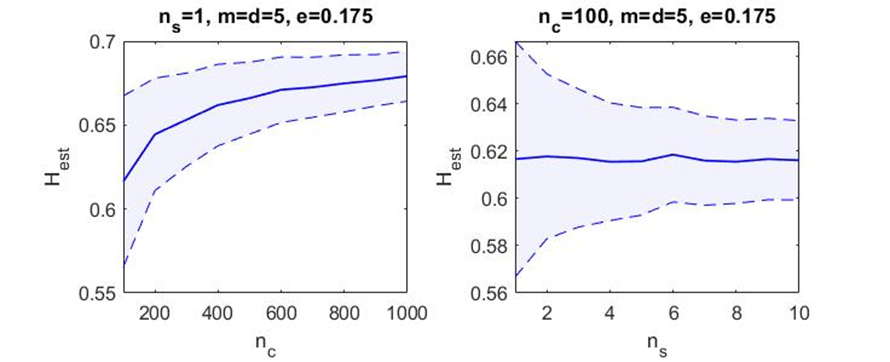 n_s=1, m=d=5, e=0.175
0.7
0.65
0.6
0.55
H_est
200 400 600 800 1000
n_c
n_c=100, m=d=5, e=0.175
0.66
0.64
0.62
0.6
0.58
0.56
H_est
2 4 6 8 10
n_s